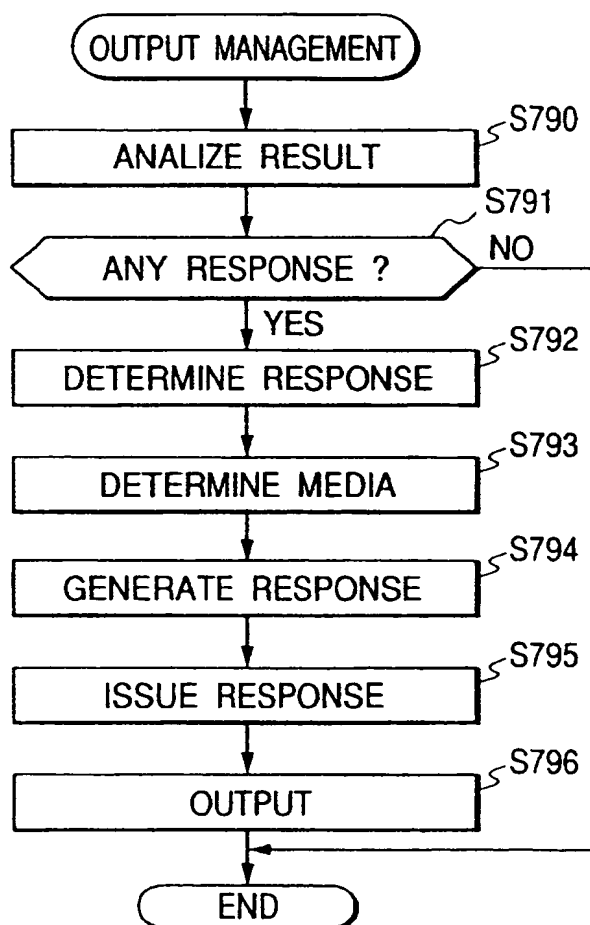 OUTPUT MANAGEMENT
S790
ANALIZE RESULT
S791
ANY RESPONSE ?
NO
YES
S792
DETERMINE RESPONSE
S793
DETERMINE MEDIA
S794
GENERATE RESPONSE
S795
ISSUE RESPONSE
S796
OUTPUT
END